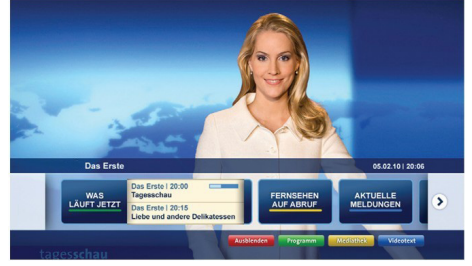 Das Erste
05.02.10 | 20:06
WAS
LÄUFT JETZT
Das Erste | 20:00
Tagesschau
Das Erste | 20:15
Liebe und andere Delikatessen
FERNSEHEN
AUF ABRUF
AKTUELLE
MELDUNGEN
Ausblenden
Programm
Mediathek
Videotext
tagesschau